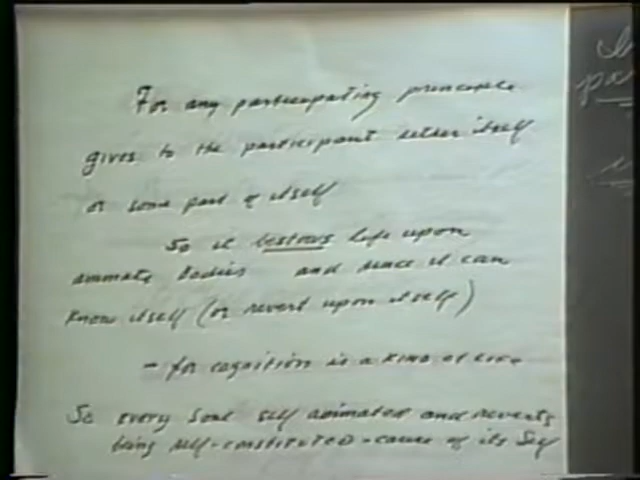 For any participating principle
gives to the participant either itself
or some part of itself
So it bestows life upon
animate bodies and since it can
know itself (or revert upon itself)
- for cognition is a kind of life
So every soul self animated and reverts
being self-constituted - cause of its Self